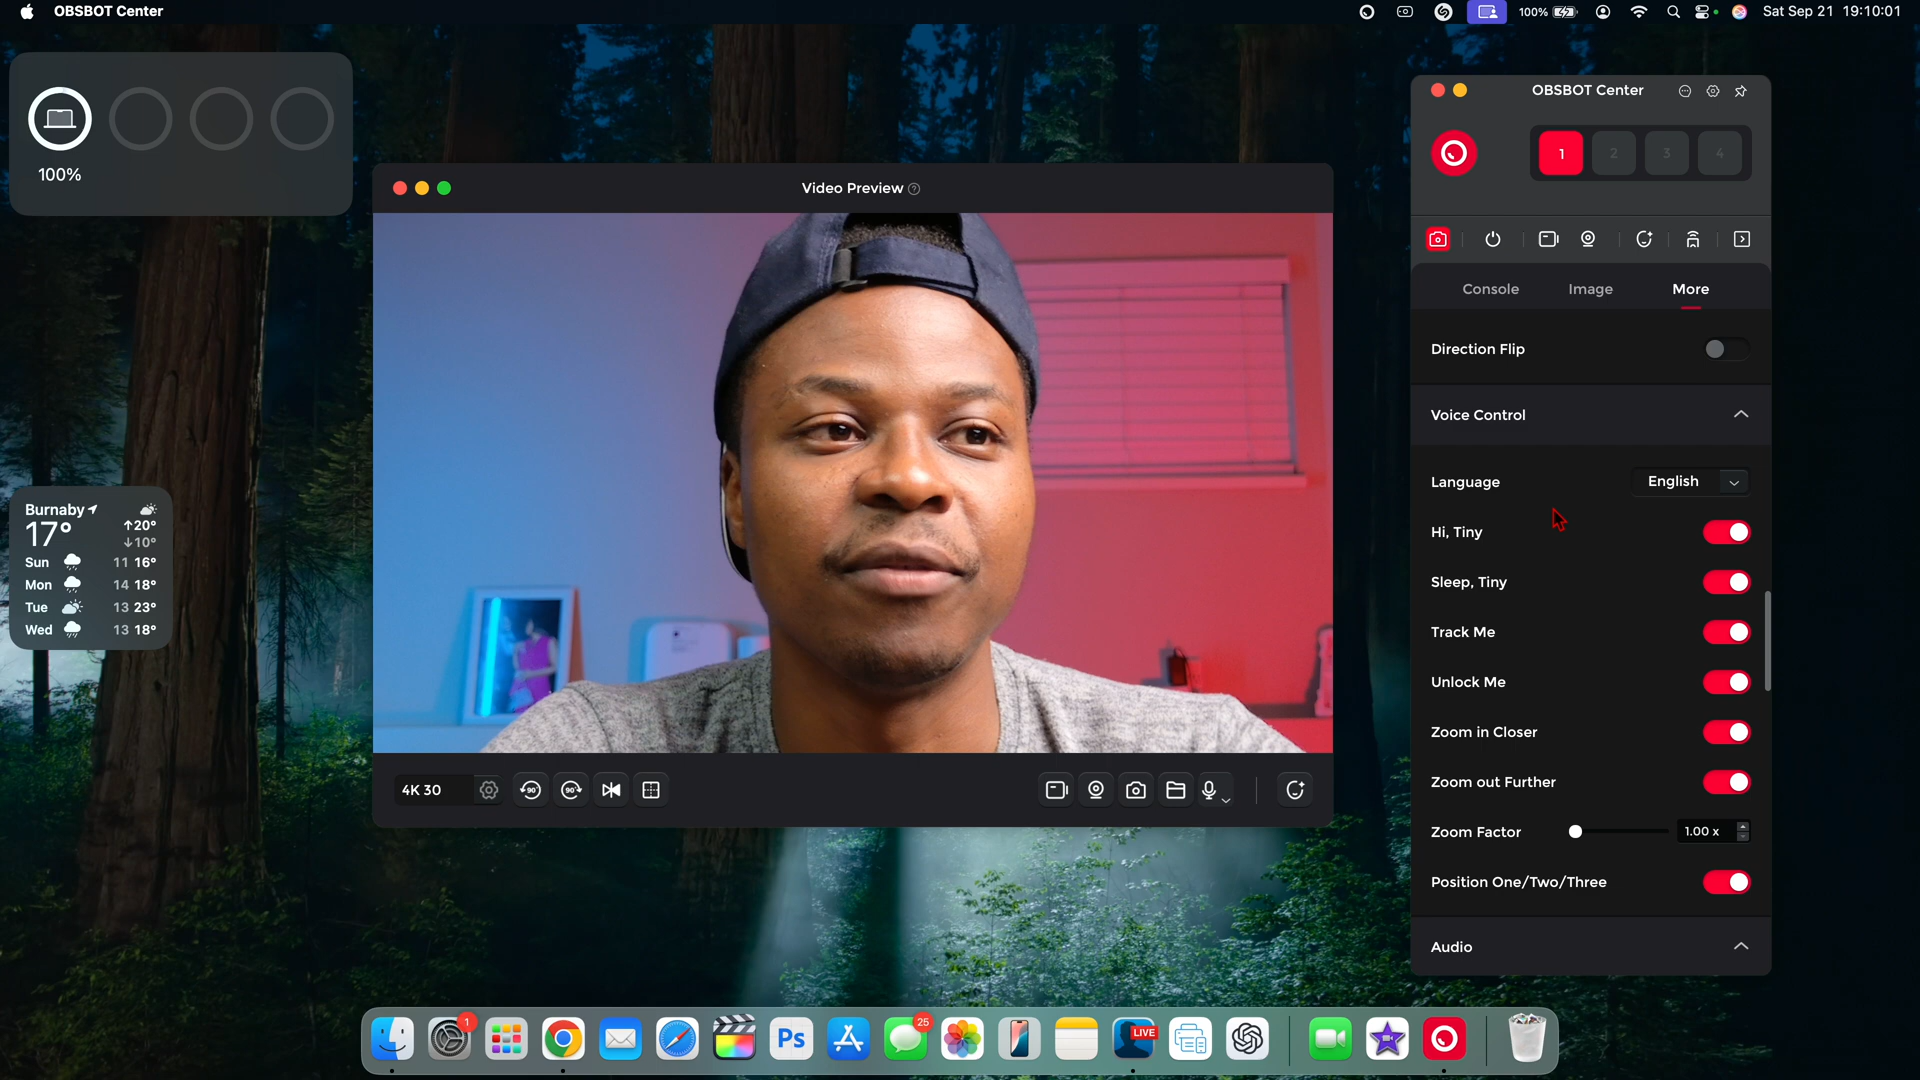 OBSBOT Center
100%
Sat Sep 21 19:10:01
100%
Burnaby
17°
↑20°
↓10°
Sun 11 16°
Mon 14 18°
Tue 13 23°
Wed 13 18°
Video Preview
4K 30
90°
90°
OBSBOT Center
1
2
3
4
Console
Image
More
Direction Flip
Voice Control
Language
English
Hi, Tiny
Sleep, Tiny
Track Me
Unlock Me
Zoom in Closer
Zoom out Further
Zoom Factor
1.00 x
Position One/Two/Three
Audio
1
Ps
25
LIVE